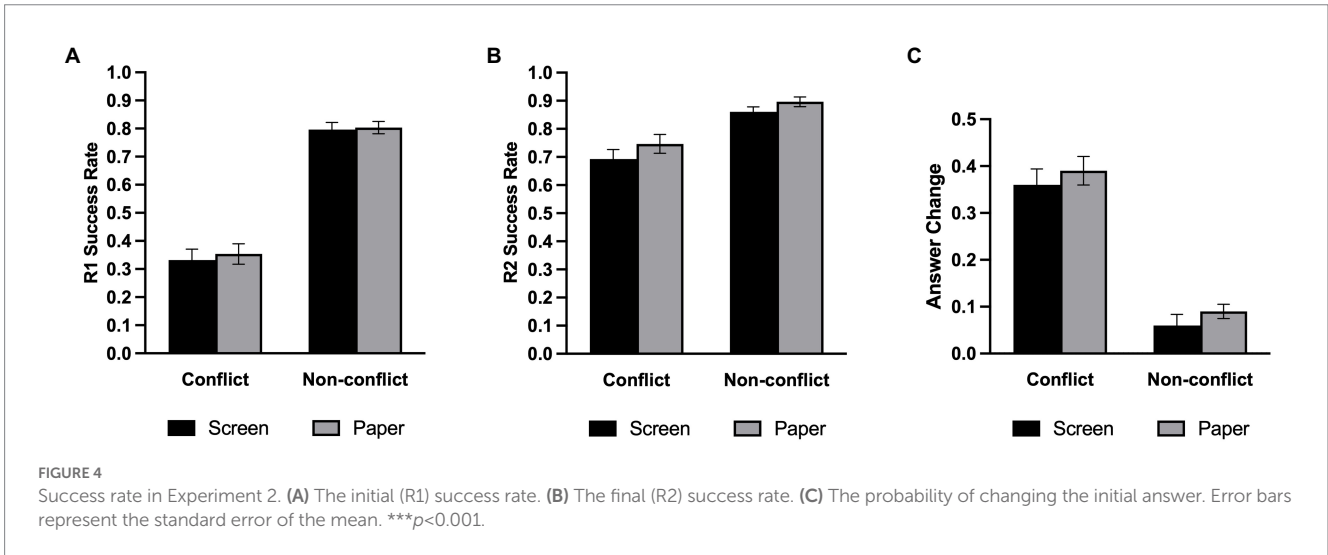 A
R1 Success Rate
1.0
0.9
0.8
0.7
0.6
0.5
0.4
0.3
0.2
0.1
0.0
Conflict Non-conflict
Screen Paper
B
R2 Success Rate
1.0
0.9
0.8
0.7
0.6
0.5
0.4
0.3
0.2
0.1
0.0
Conflict Non-conflict
Screen Paper
C
Answer Change
0.5
0.4
0.3
0.2
0.1
0.0
Conflict Non-conflict
Screen Paper
FIGURE 4
Success rate in Experiment 2. (A) The initial (R1) success rate. (B) The final (R2) success rate. (C) The probability of changing the initial answer. Error bars
represent the standard error of the mean. ***p<0.001.